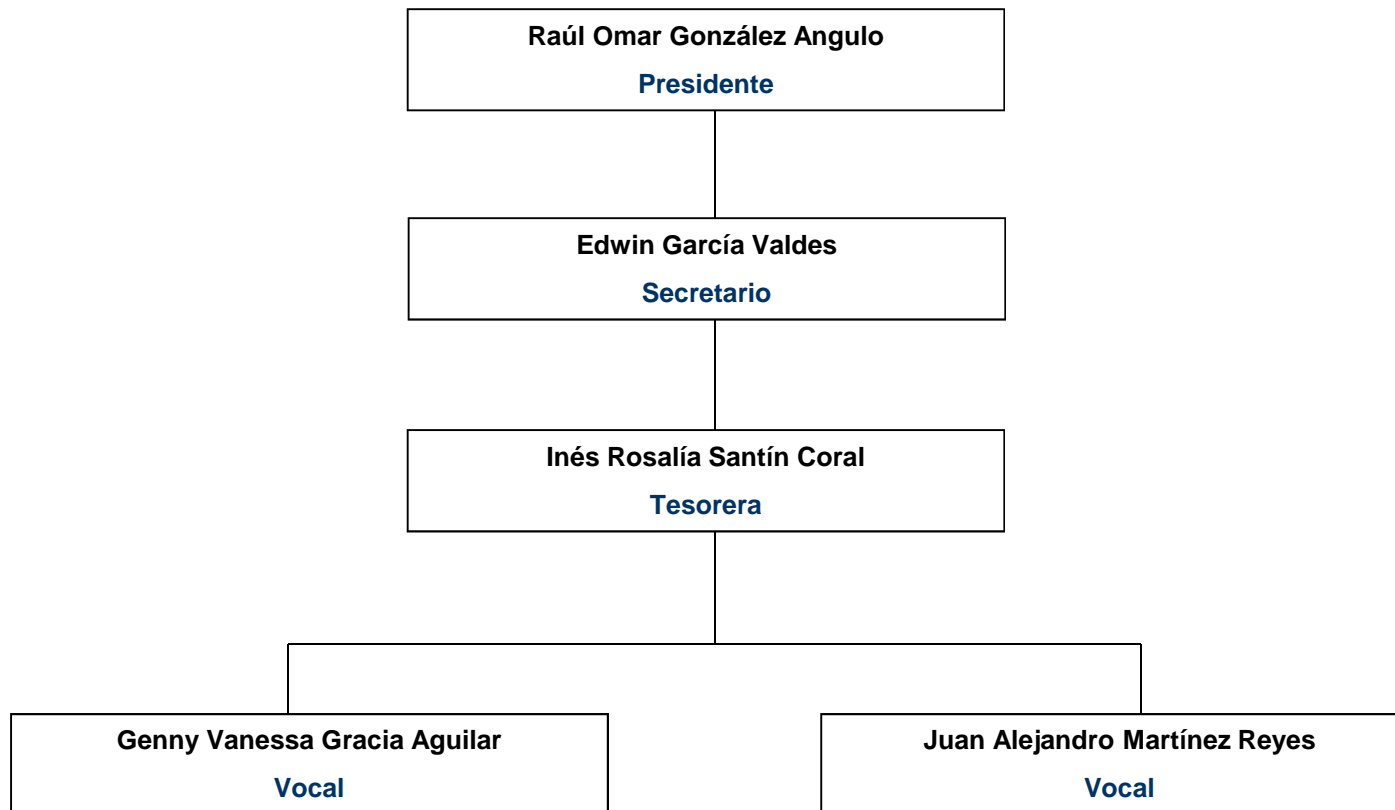 Raúl Omar González Angulo
Presidente
Edwin García Valdes
Secretario
Inés Rosalía Santín Coral
Tesorera
Genny Vanessa Gracia Aguilar
Vocal
Juan Alejandro Martínez Reyes
Vocal